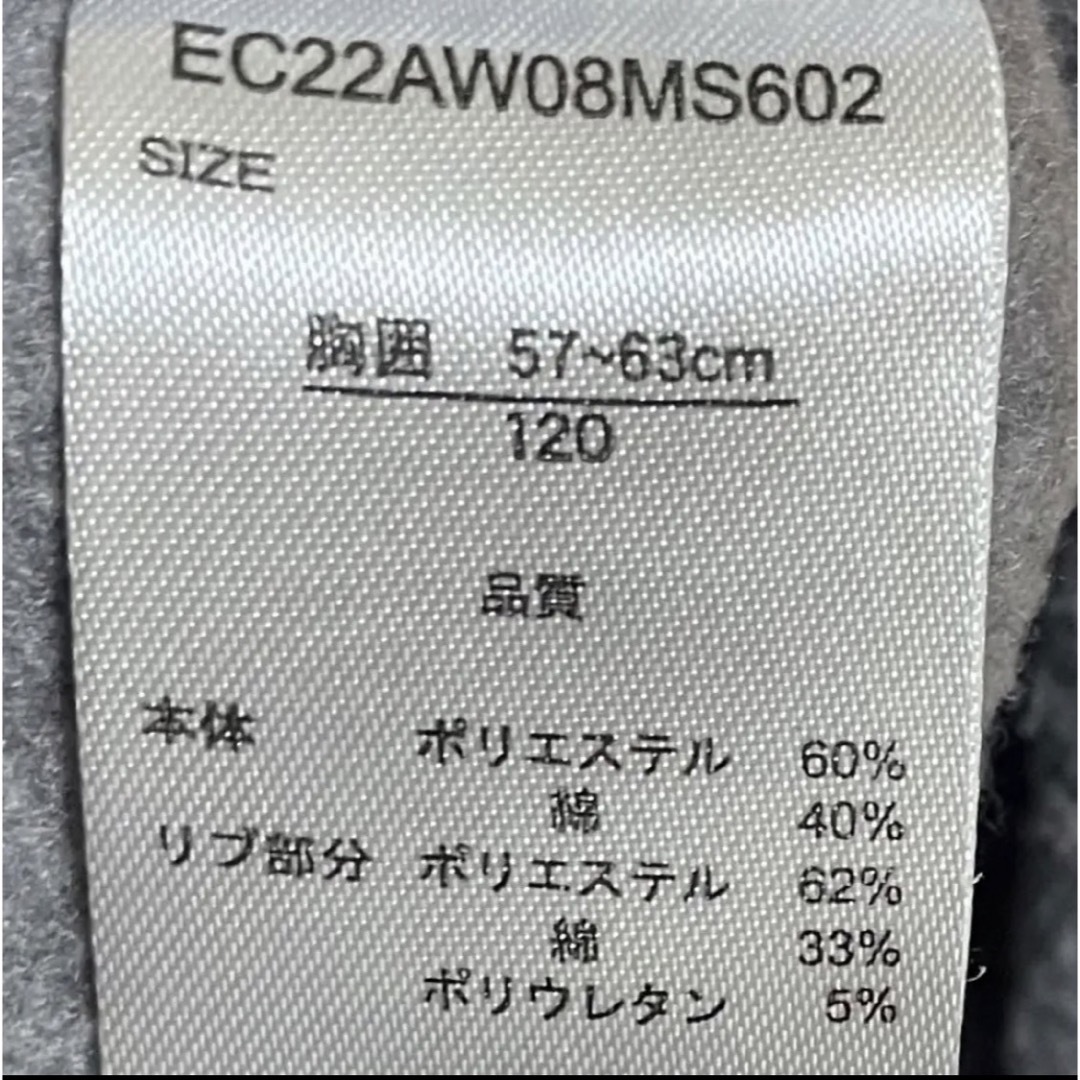 EC22AW08MS602
SIZE
胸囲 57~63cm
120
品質
本体 ポリエステル 60%
綿 40%
リブ部分 ポリエステル 62%
綿 33%
ポリウレタン 5%